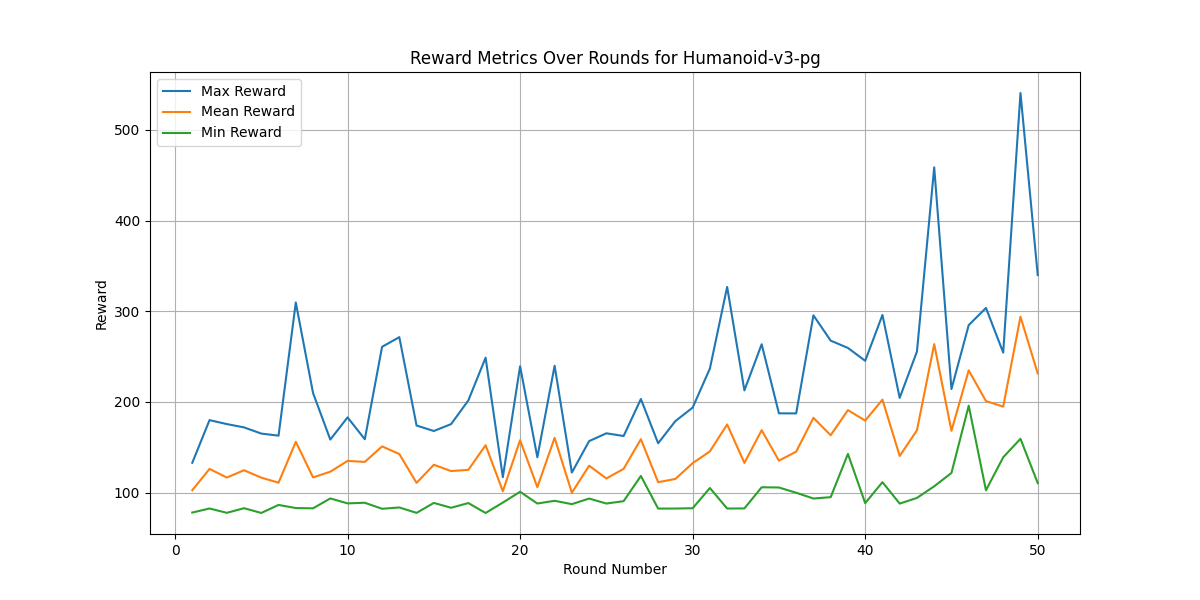 Reward Metrics Over Rounds for Humanoid-v3-pg
Max Reward
Mean Reward
Min Reward
500
400
300
200
100
Reward
0
10
20
30
40
50
Round Number